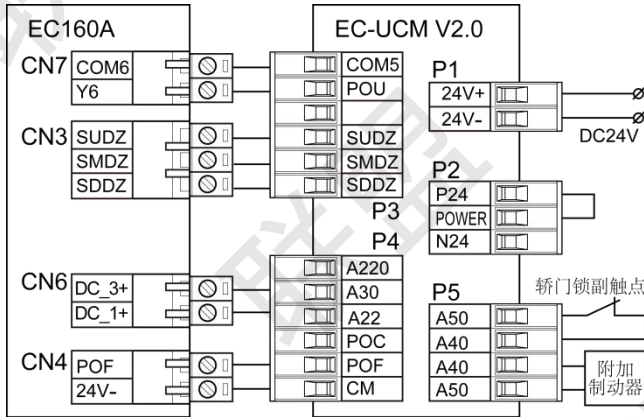 EC160A
EC-UCM V2.0
CN7
COM6
Y6
CN3
SUDZ
SMDZ
SDDZ
CN6
DC_3+
DC_1+
CN4
POF
24V-
COM5
POU
SUDZ
SMDZ
SDDZ
P3
P4
A220
A30
A22
POC
POF
CM
P1
24V+
24V-
DC24V
P2
P24
POWER
N24
P5
轿门锁副触点
A50
A40
A40
A50
附加
制动器
联盟